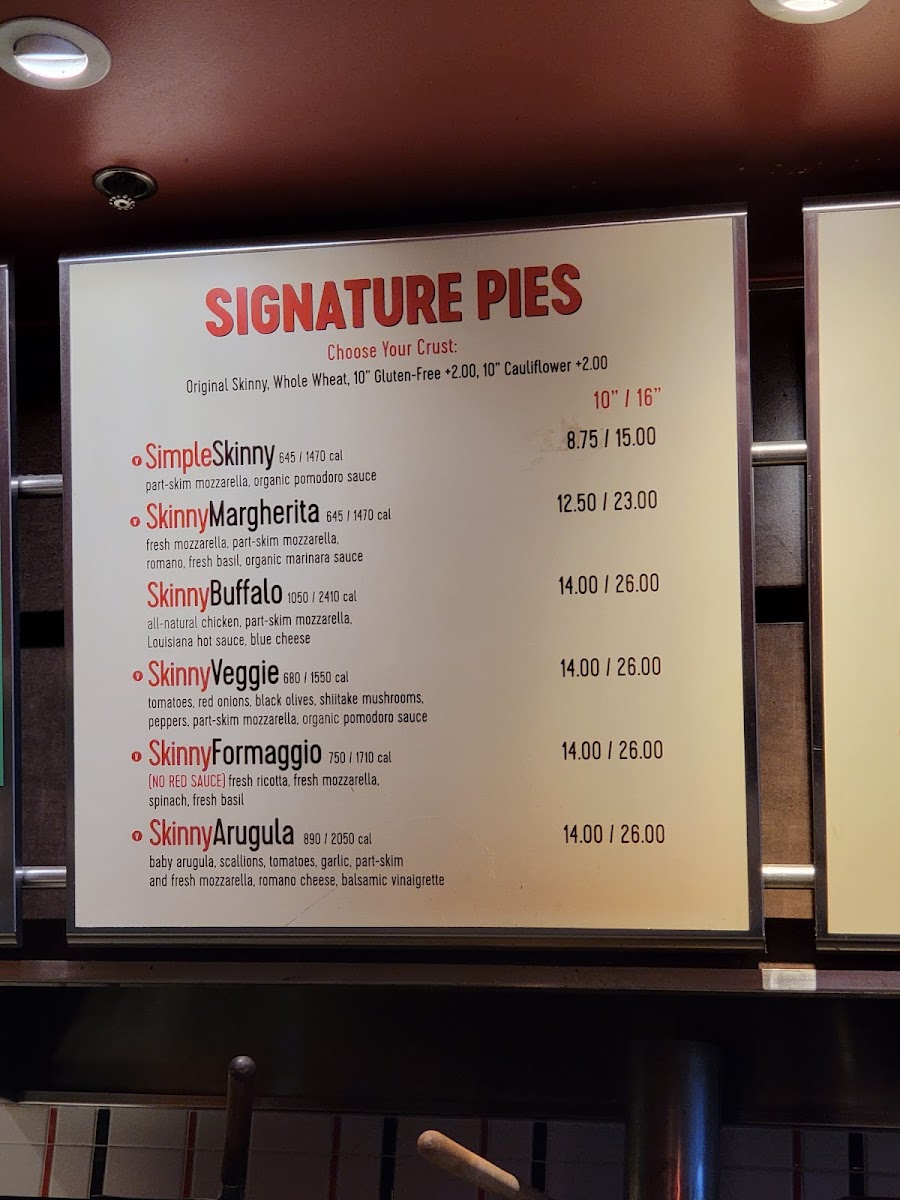 SIGNATURE PIES
Choose Your Crust:
Original Skinny, Whole Wheat, 10" Gluten-Free +2.00, 10" Cauliflower +2.00
10" / 16"
V SimpleSkinny 645 / 1470 cal 8.75 / 15.00
part-skim mozzarella, organic pomodoro sauce
V SkinnyMargherita 645 / 1470 cal 12.50 / 23.00
fresh mozzarella, part-skim mozzarella,
romano, fresh basil, organic marinara sauce
SkinnyBuffalo 1050 / 2410 cal 14.00 / 26.00
all-natural chicken, part-skim mozzarella,
Louisiana hot sauce, blue cheese
V SkinnyVeggie 680 / 1550 cal 14.00 / 26.00
tomatoes, red onions, black olives, shiitake mushrooms,
peppers, part-skim mozzarella, organic pomodoro sauce
V SkinnyFormaggio 750 / 1710 cal 14.00 / 26.00
(NO RED SAUCE) fresh ricotta, fresh mozzarella,
spinach, fresh basil
V SkinnyArugula 890 / 2050 cal 14.00 / 26.00
baby arugula, scallions, tomatoes, garlic, part-skim
and fresh mozzarella, romano cheese, balsamic vinaigrette